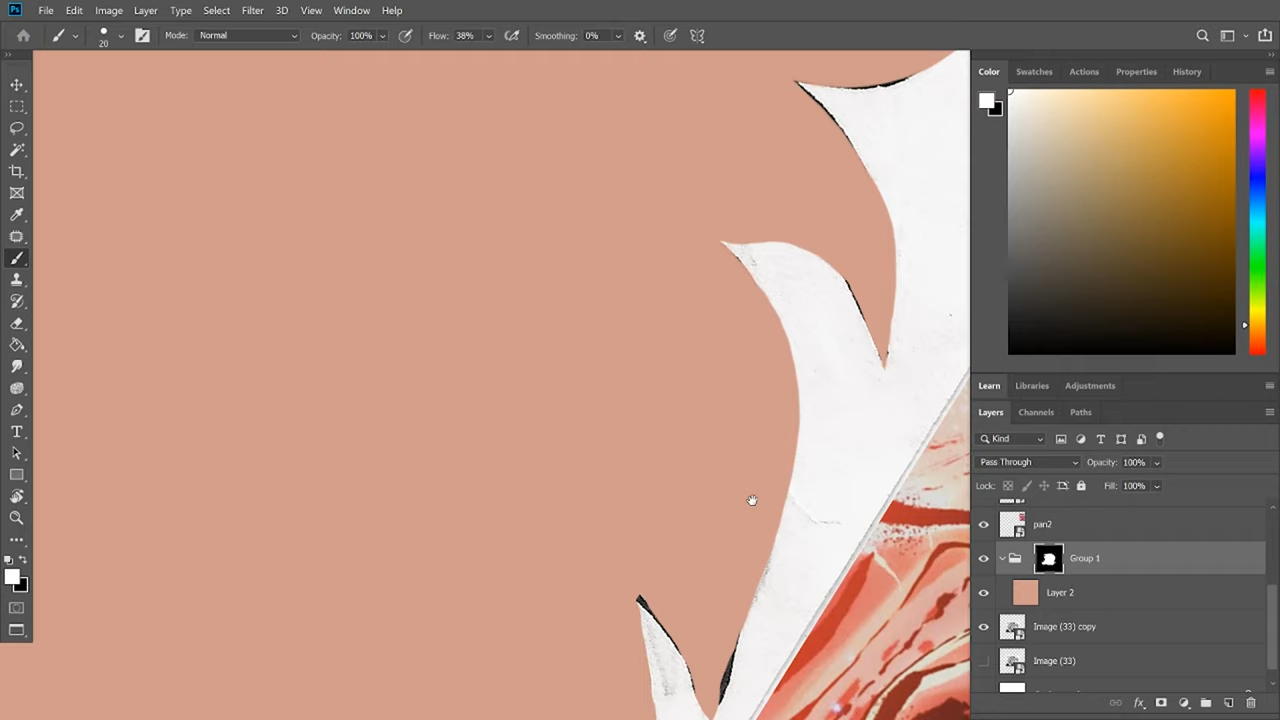 Ps File Edit Image Layer Type Select Filter 3D View Window Help
20 Mode: Normal Opacity: 100% Flow: 38% Smoothing: 0%
Color Swatches Actions Properties History
Learn Libraries Adjustments
Layers Channels Paths
Kind
Pass Through Opacity: 100%
Lock: Fill: 100%
pan2
Group 1
Layer 2
Image (33) copy
Image (33)
fx